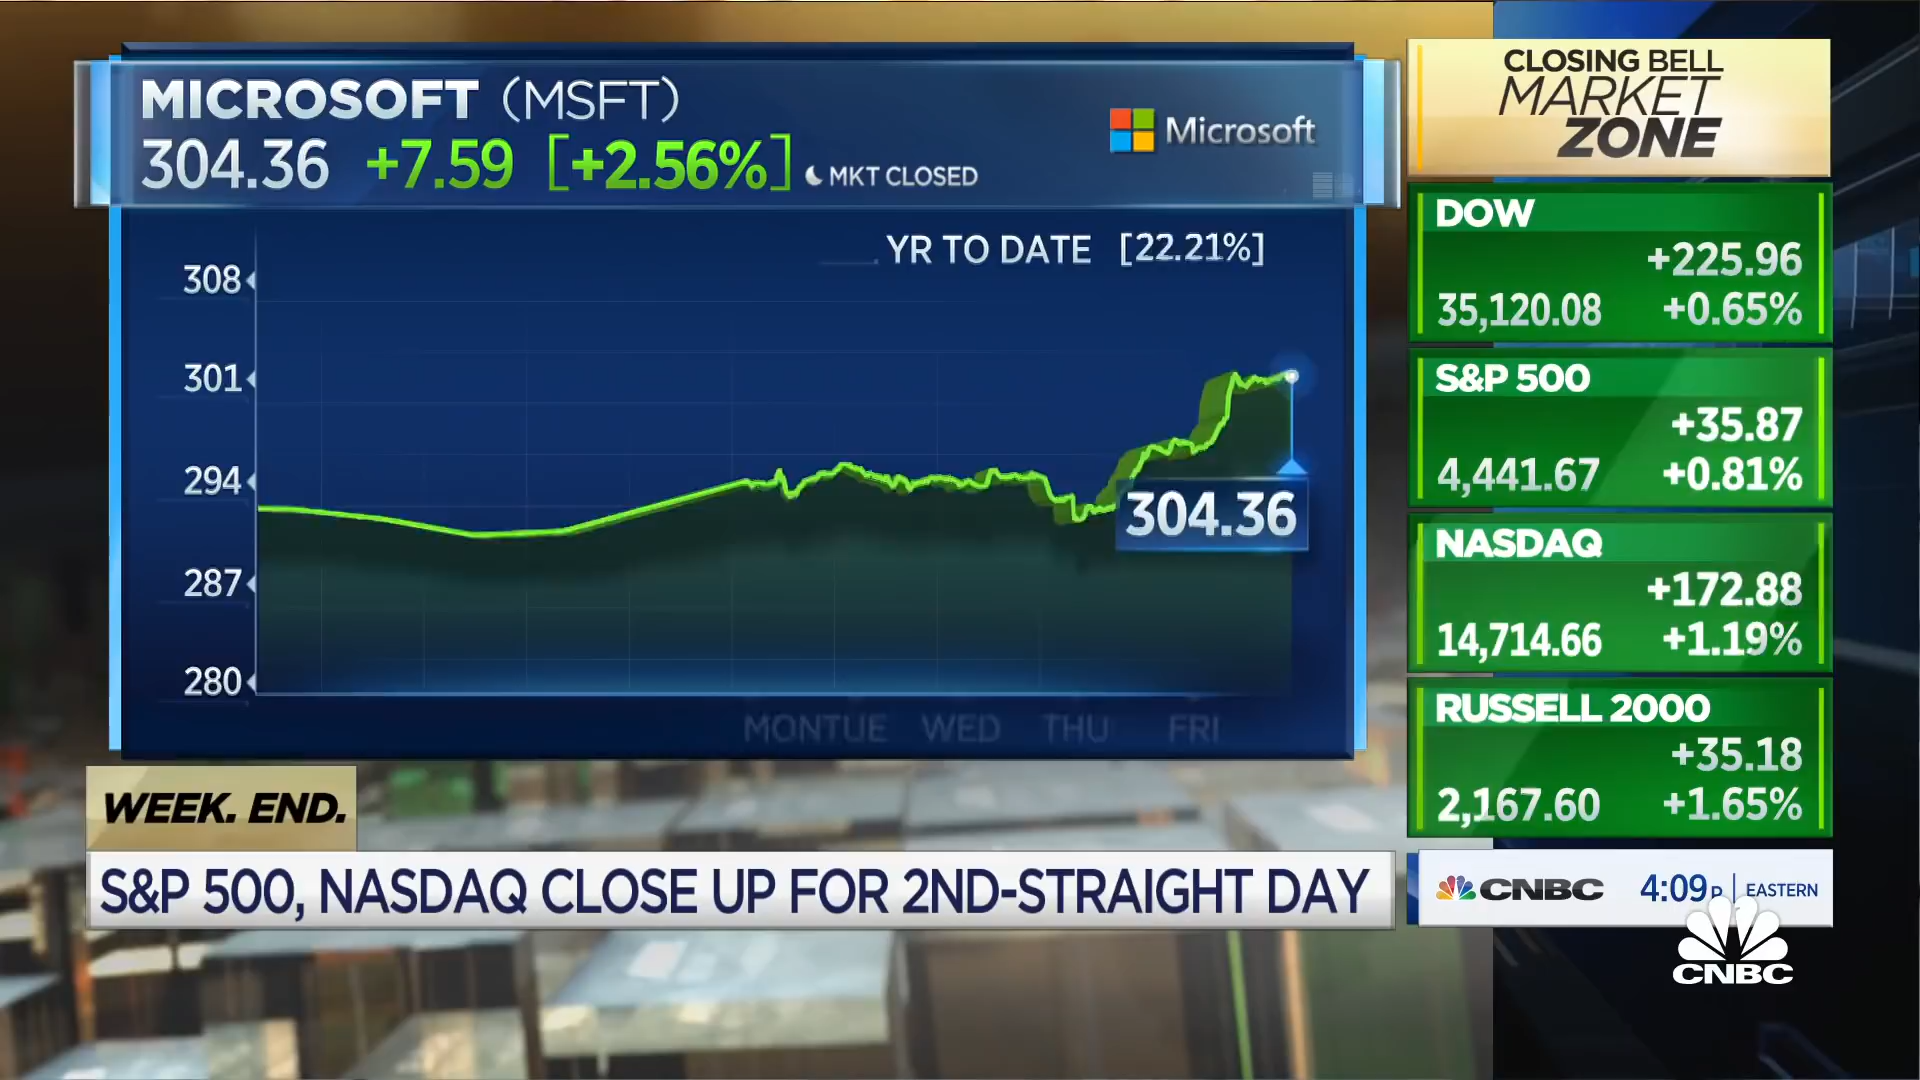 MICROSOFT (MSFT)
304.36 +7.59 [+2.56%] MKT CLOSED
Microsoft
YR TO DATE [22.21%]
308
301
294
287
280
304.36
MON TUE WED THU FRI
WEEK. END.
S&P 500, NASDAQ CLOSE UP FOR 2ND-STRAIGHT DAY
CLOSING BELL
MARKET
ZONE
DOW
+225.96
35,120.08 +0.65%
S&P 500
+35.87
4,441.67 +0.81%
NASDAQ
+172.88
14,714.66 +1.19%
RUSSELL 2000
+35.18
2,167.60 +1.65%
CNBC 4:09P EASTERN
CNBC